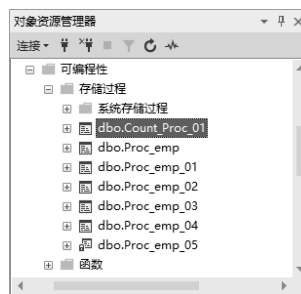 对象资源管理器
连接
可编程性
存储过程
系统存储过程
dbo.Count_Proc_01
dbo.Proc_emp
dbo.Proc_emp_01
dbo.Proc_emp_02
dbo.Proc_emp_03
dbo.Proc_emp_04
dbo.Proc_emp_05
函数